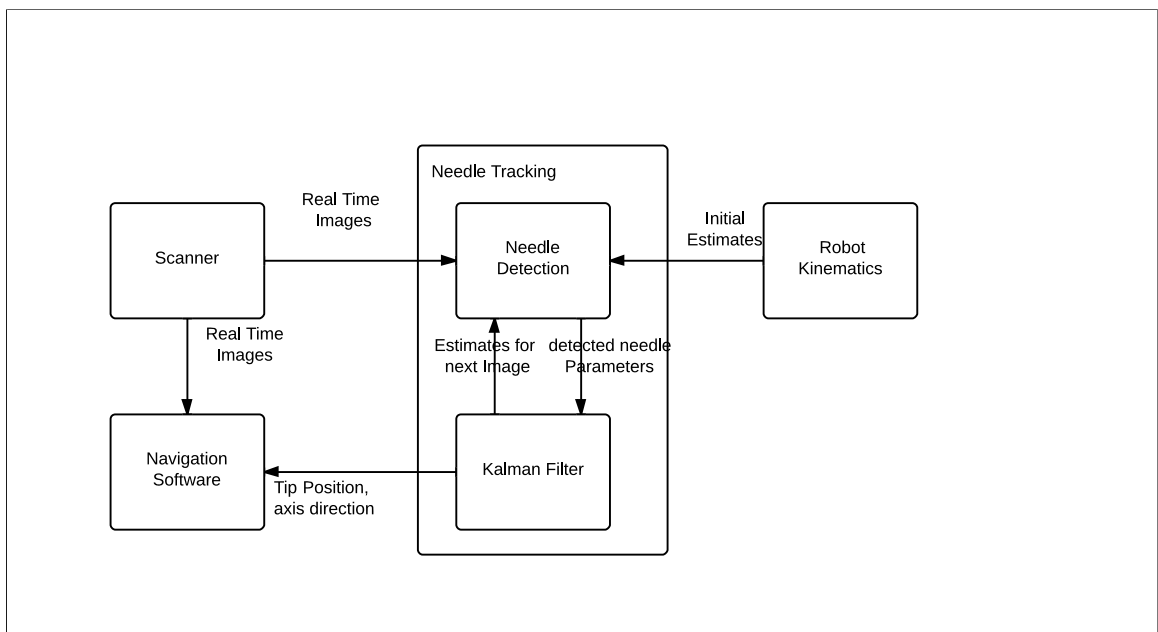 Needle Tracking
Real Time
Images
Scanner
Needle
Detection
Initial
Estimates
Robot
Kinematics
Real Time
Images
Estimates for
next Image
detected needle
Parameters
Navigation
Software
Tip Position,
axis direction
Kalman Filter